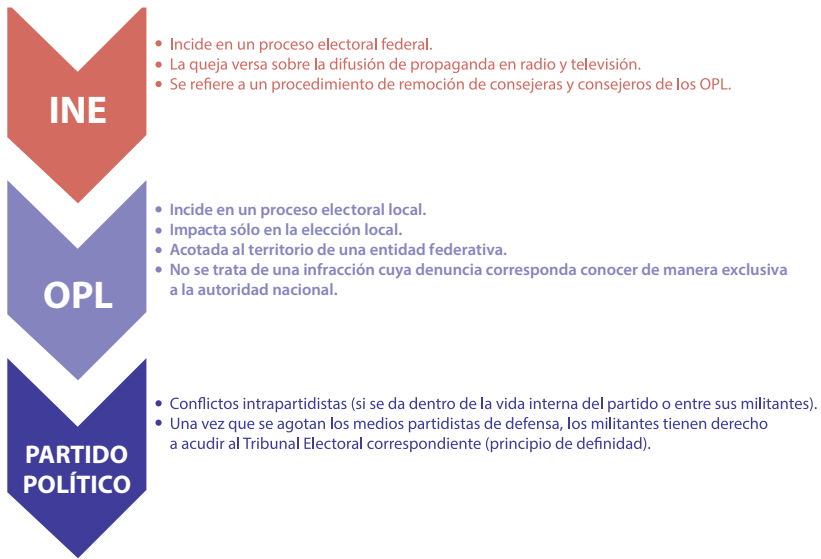 INE
• Incide en un proceso electoral federal.
• La queja versa sobre la difusión de propaganda en radio y televisión.
• Se refiere a un procedimiento de remoción de consejeras y consejeros de los OPL.
OPL
• Incide en un proceso electoral local.
• Impacta sólo en la elección local.
• Acotada al territorio de una entidad federativa.
• No se trata de una infracción cuya denuncia corresponda conocer de manera exclusiva
a la autoridad nacional.
PARTIDO
POLÍTICO
• Conflictos intrapartidistas (si se da dentro de la vida interna del partido o entre sus militantes).
• Una vez que se agotan los medios partidistas de defensa, los militantes tienen derecho
a acudir al Tribunal Electoral correspondiente (principio de definidad).